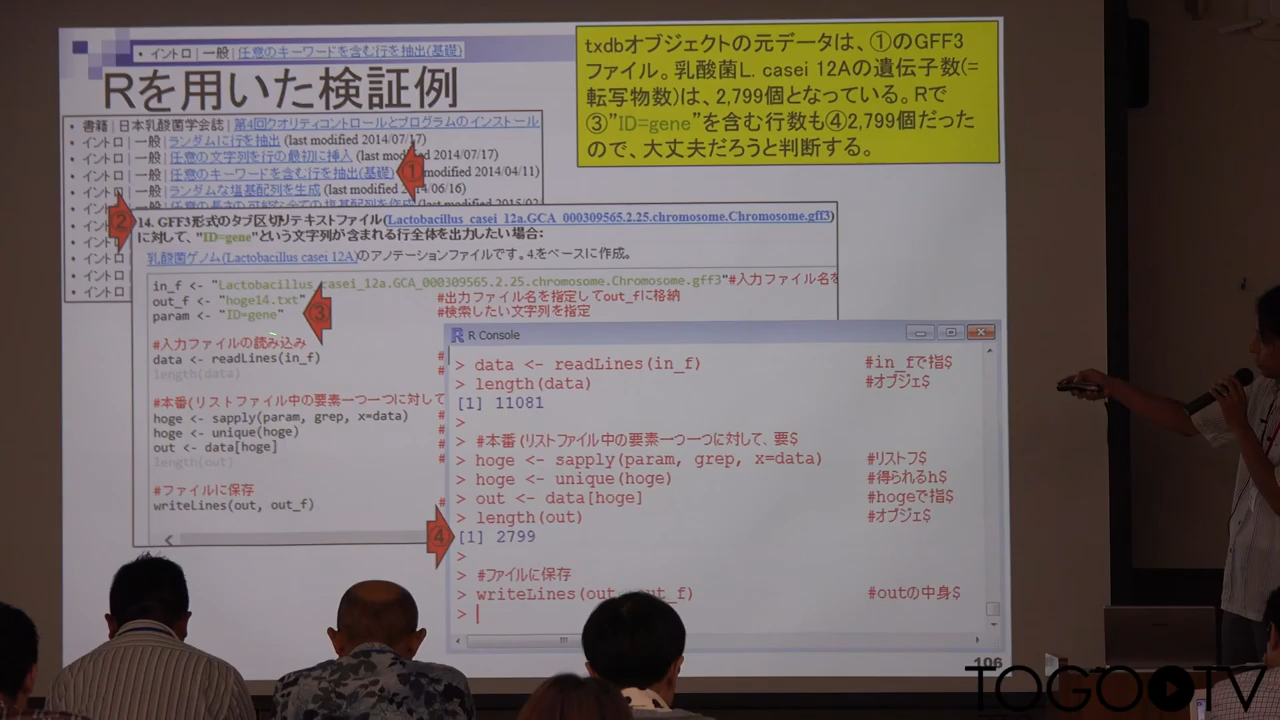 • イントロ | 一般 | 任意のキーワードを含む行を抽出(基礎)
Rを用いた検証例
txdbオブジェクトの元データは、①のGFF3
ファイル。乳酸菌L. casei 12Aの遺伝子数(=
転写物数)は、2,799個となっている。Rで
③"ID=gene"を含む行数も④2,799個だった
ので、大丈夫だろうと判断する。
• 書籍 | 日本乳酸菌学会誌 | 第4回クオリティコントロールとプログラムのインストール
• イントロ | 一般 | ランダムに行を抽出 (last modified 2014/07/17)
• イントロ | 一般 | 任意の文字列を行の最初に挿入 (last mod 2014/07/17)
• イントロ | 一般 | 任意のキーワードを含む行を抽出(基礎) ① modified 2014/04/11)
• イントロ | 一般 | ランダムな塩基配列を生成 (last modified 2014/06/16)
② 14. GFF3形式のタブ区切りテキストファイル(Lactobacillus_casei_12a.GCA_000309565.2.25.chromosome.Chromosome.gff3)
に対して、"ID=gene"という文字列が含まれる行全体を出力したい場合:
乳酸菌ゲノム(Lactobacillus casei 12A)のアノテーションファイルです。4.をベースに作成。
in_f <- "Lactobacillus_casei_12a.GCA_000309565.2.25.chromosome.Chromosome.gff3"#入力ファイル名を
out_f <- "hoge14.txt" #出力ファイル名を指定してout_fに格納
param <- "ID=gene" ③ #検索したい文字列を指定
#入力ファイルの読み込み
data <- readLines(in_f) #
length(data) #
#本番(リストファイル中の要素一つ一つに対して
hoge <- sapply(param, grep, x=data) #
hoge <- unique(hoge) #
out <- data[hoge] #
length(out) #
#ファイルに保存
writeLines(out, out_f) #
R Console
> data <- readLines(in_f) #in_fで指$
> length(data) #オブジェ$
[1] 11081
>
> #本番(リストファイル中の要素一つ一つに対して、要$
> hoge <- sapply(param, grep, x=data) #リストフ$
> hoge <- unique(hoge) #得られるh$
> out <- data[hoge] #hogeで指$
> length(out) #オブジェ$
④ [1] 2799
>
> #ファイルに保存
> writeLines(out, out_f) #outの中身$
> |
106
TOGO TV